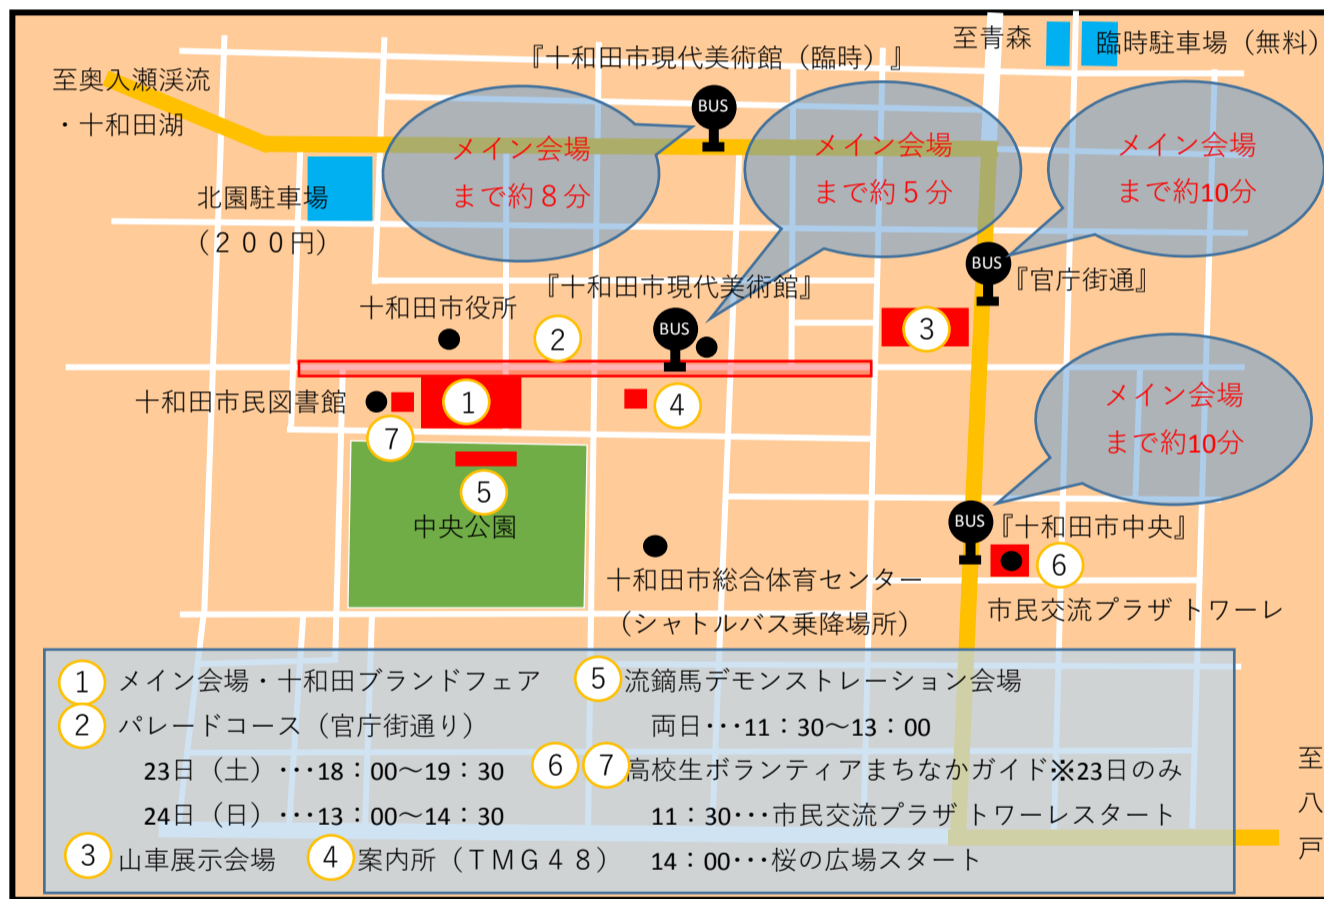 至青森
臨時駐車場（無料）
『十和田市現代美術館（臨時）』
至奥入瀬渓流
・十和田湖
BUS
メイン会場
まで約８分
メイン会場
まで約５分
メイン会場
まで約10分
北園駐車場
（２００円）
BUS
『官庁街通』
『十和田市現代美術館』
十和田市役所
BUS
2
3
十和田市民図書館
1
4
7
メイン会場
まで約10分
5
中央公園
BUS
『十和田市中央』
6
十和田市総合体育センター
（シャトルバス乗降場所）
市民交流プラザ トワーレ
1 メイン会場・十和田ブランドフェア
2 パレードコース（官庁街通り）
23日（土）･･･18：00～19：30
24日（日）･･･13：00～14：30
3 山車展示会場
4 案内所（ＴＭＧ４８）
5 流鏑馬デモンストレーション会場
両日･･･11：30～13：00
6 7 高校生ボランティアまちなかガイド※23日のみ
11：30･･･市民交流プラザ トワーレスタート
14：00･･･桜の広場スタート
至八戸